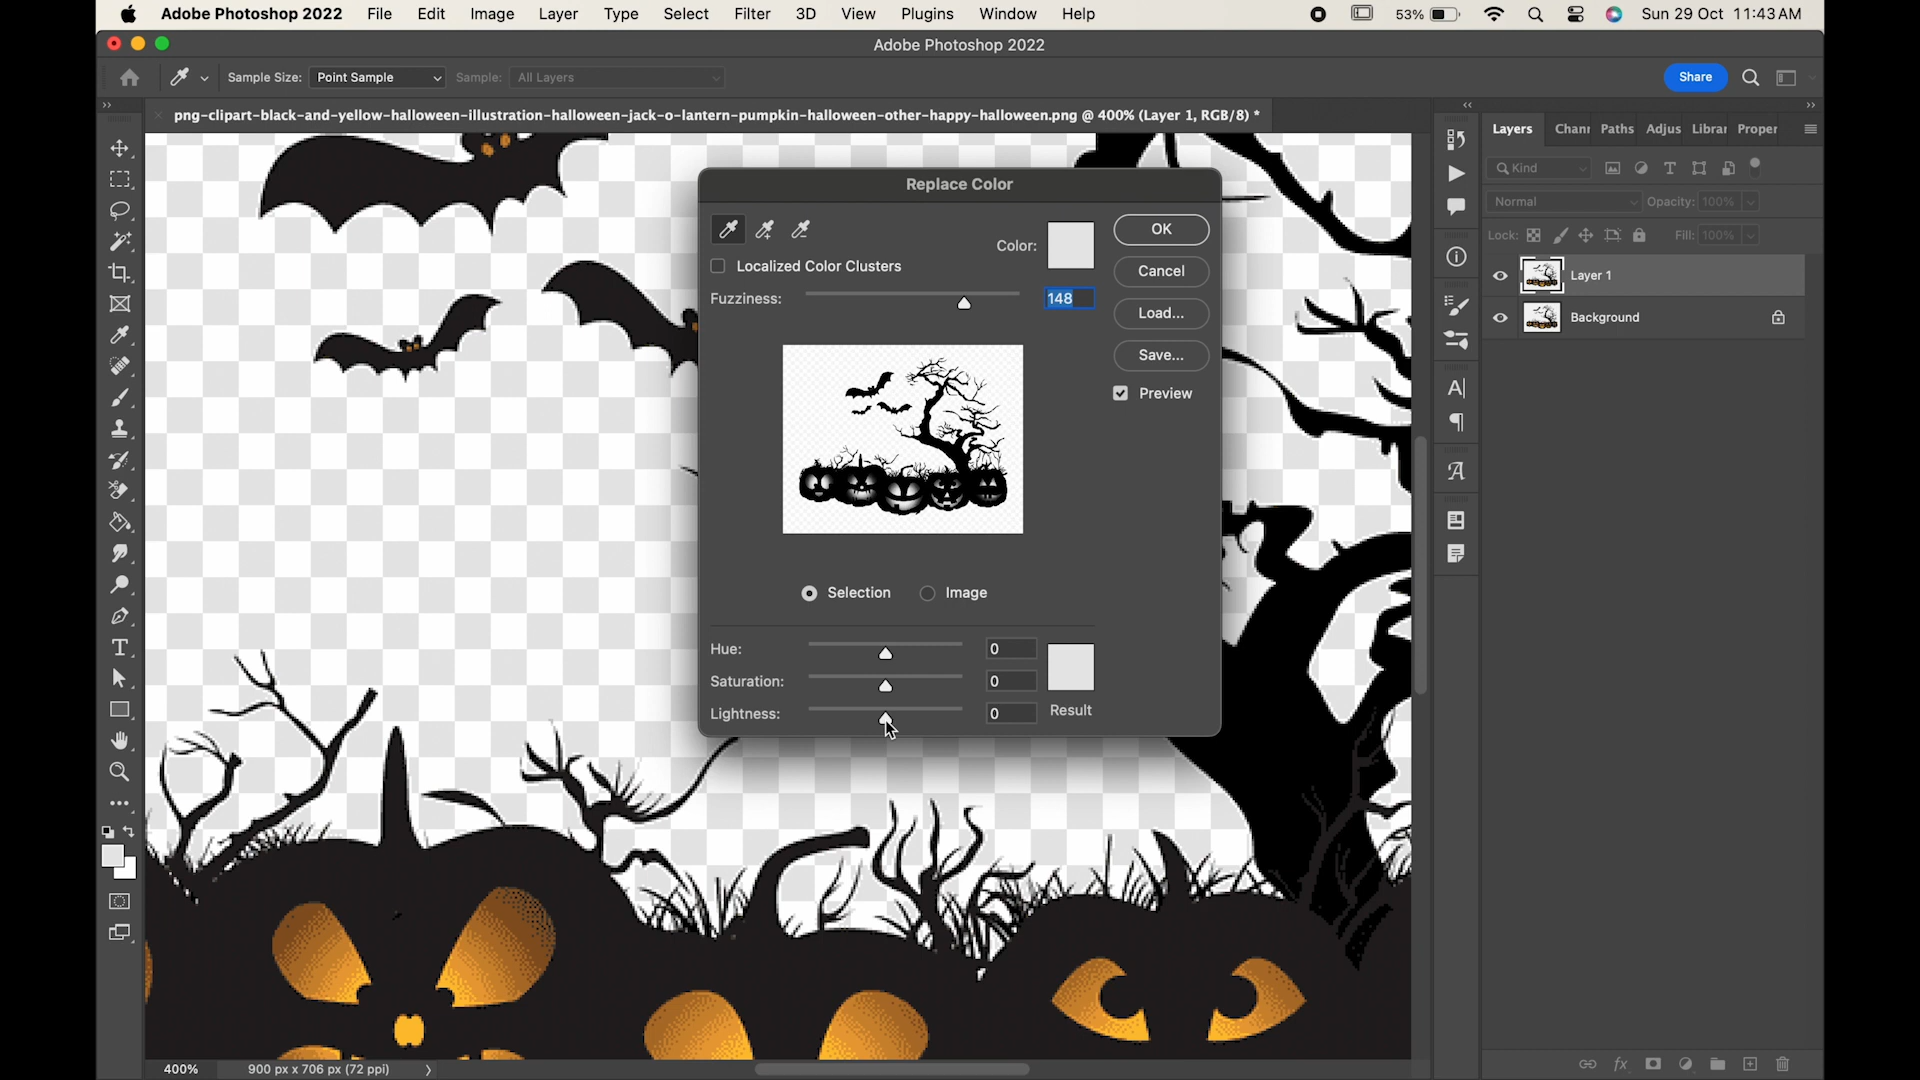 Adobe Photoshop 2022 File Edit Image Layer Type Select Filter 3D View Plugins Window Help 53% Sun 29 Oct 11:43 AM
Adobe Photoshop 2022
Sample Size: Point Sample Sample: All Layers Share
png-clipart-black-and-yellow-halloween-illustration-halloween-jack-o-lantern-pumpkin-halloween-other-happy-halloween.png @ 400% (Layer 1, RGB/8) *
Layers Chann Paths Adjus Librar Proper
Kind
Normal Opacity: 100%
Lock: Fill: 100%
Layer 1
Background
Replace Color
Color:
OK
Localized Color Clusters
Cancel
Fuzziness: 148
Load...
Save...
Preview
Selection Image
Hue: 0
Saturation: 0
Lightness: 0
Result
400% 900 px x 706 px (72 ppi)